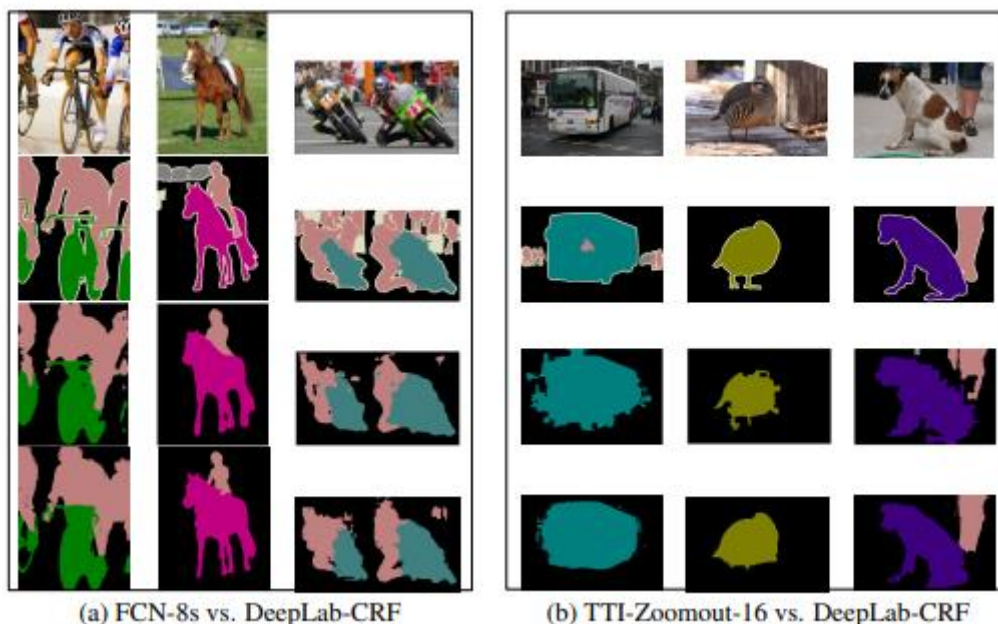 (a) FCN-8s vs. DeepLab-CRF
(b) TTI-Zoomout-16 vs. DeepLab-CRF